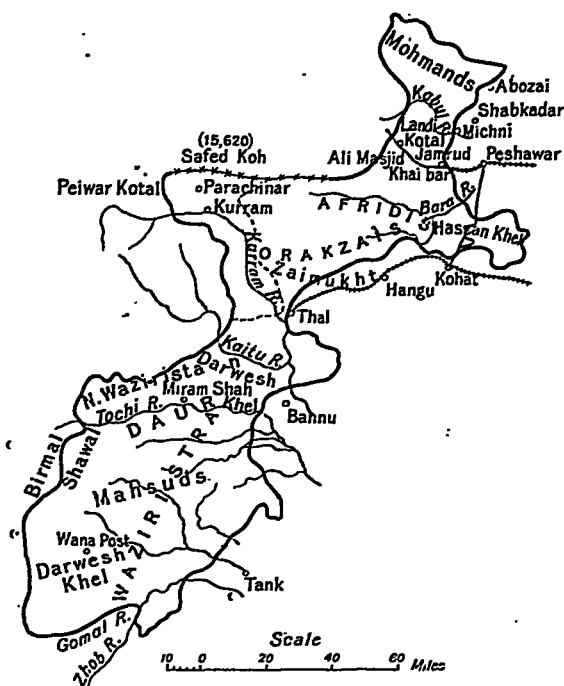 Mohmands
Abozai
Kabul R.
Shabkadar
Landi
Kotal
Michni
(15,620)
Safed Koh
Ali Masjid
Jamrud
Peshawar
Khaibar
Peiwar Kotal
Parachinar
Kurram
AFRIDI
Bara R.
ORAKZAIS
Hassan Khel
Kurram R.
Zaimukht
Kohat
Hangu
Thal
Kaitu R.
N. Waziristan
Darwesh
Khel
Miram Shah
Tochi R.
DAUR
Bannu
Birmal
Shawal
Mahsuds
WAZIRISTRA
Wana Post
Darwesh
Khel
Tank
Gomal R.
Zhob R.
Scale
10 0 20 40 60 Miles